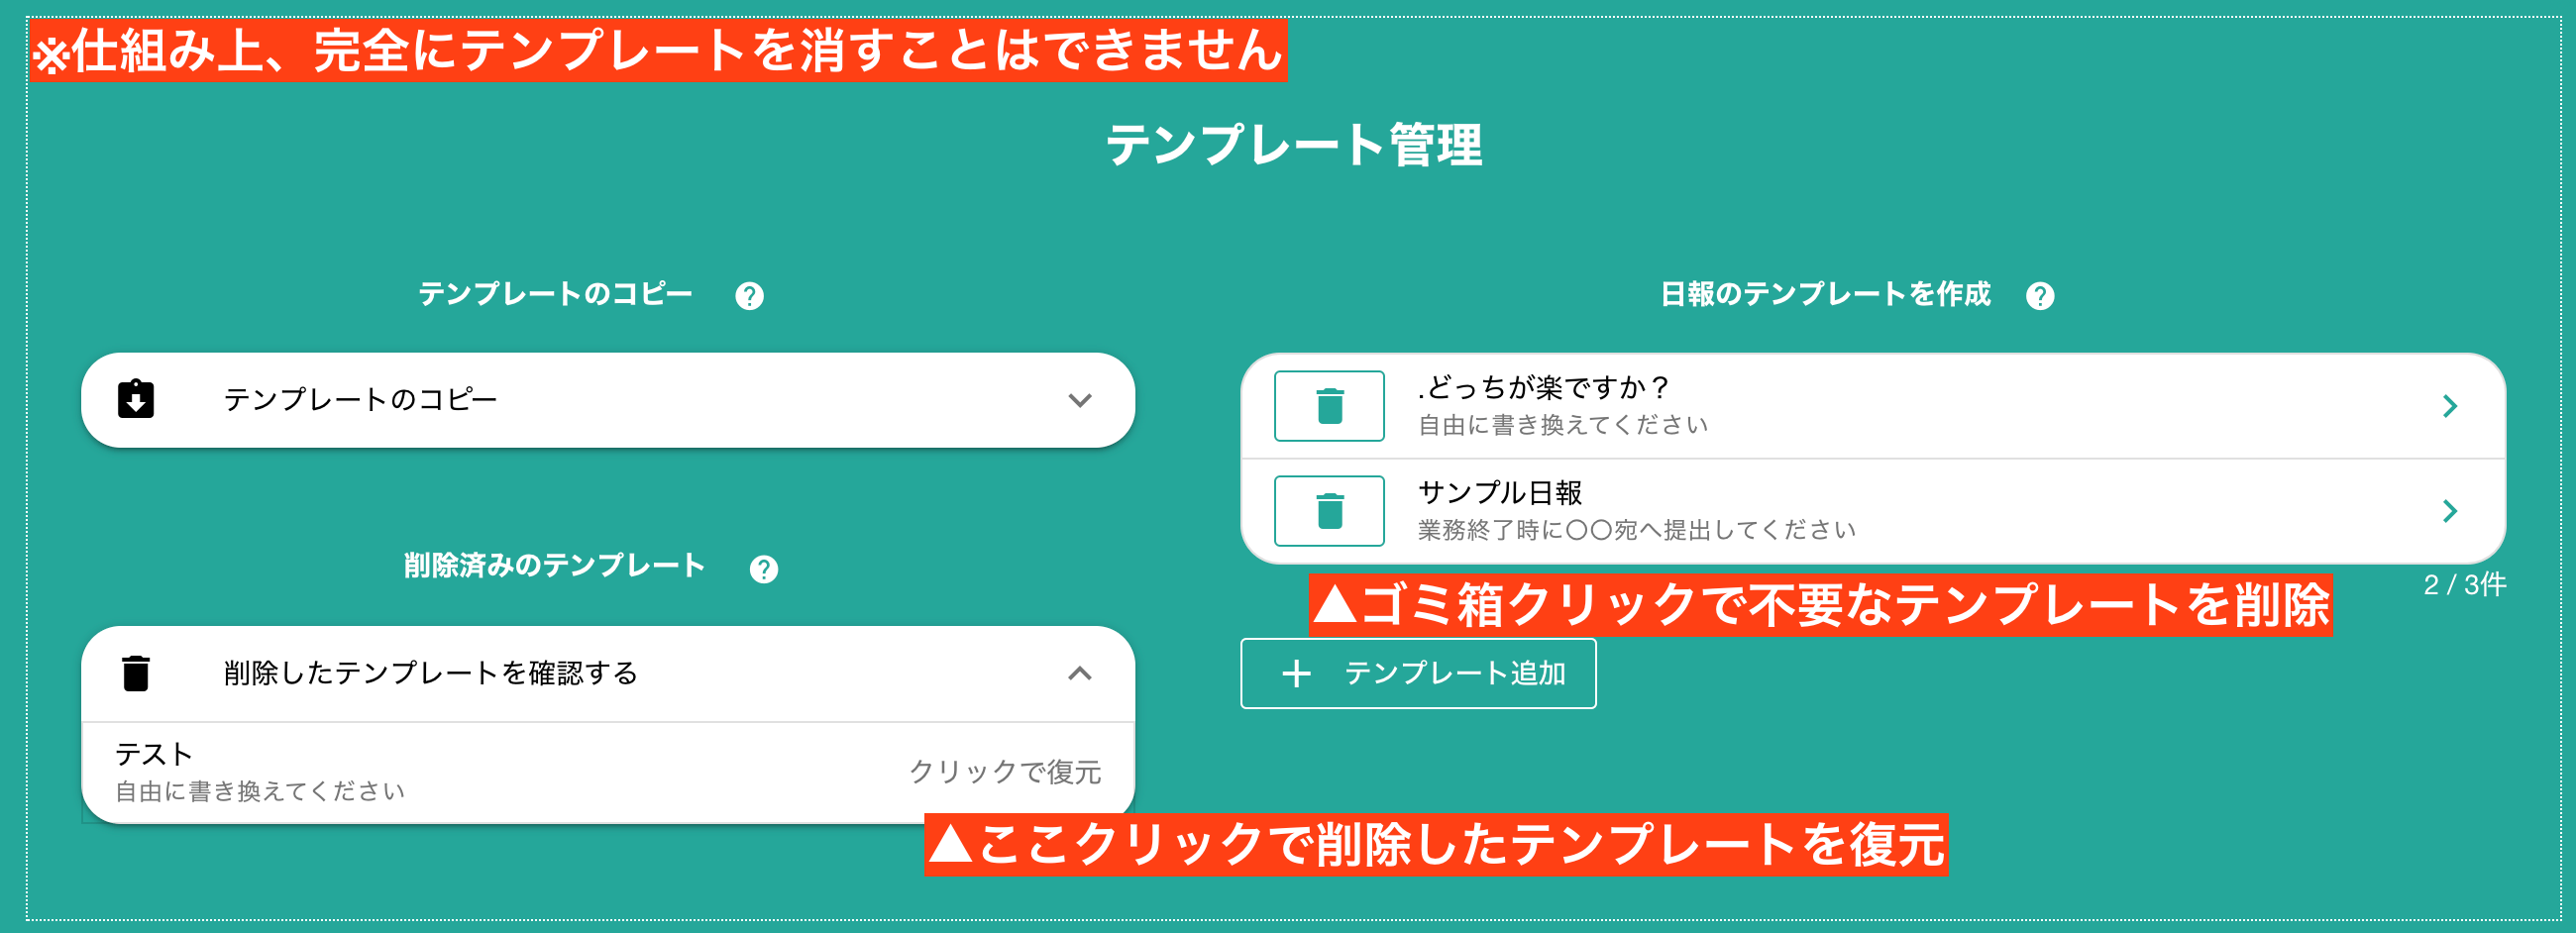 ※仕組み上、完全にテンプレートを消すことはできません
テンプレート管理
テンプレートのコピー
テンプレートのコピー
削除済みのテンプレート
削除したテンプレートを確認する
テスト
自由に書き換えてください
クリックで復元
▲ここクリックで削除したテンプレートを復元
日報のテンプレートを作成
.どっちが楽ですか？
自由に書き換えてください
サンプル日報
業務終了時に〇〇宛へ提出してください
2 / 3件
▲ゴミ箱クリックで不要なテンプレートを削除
テンプレート追加